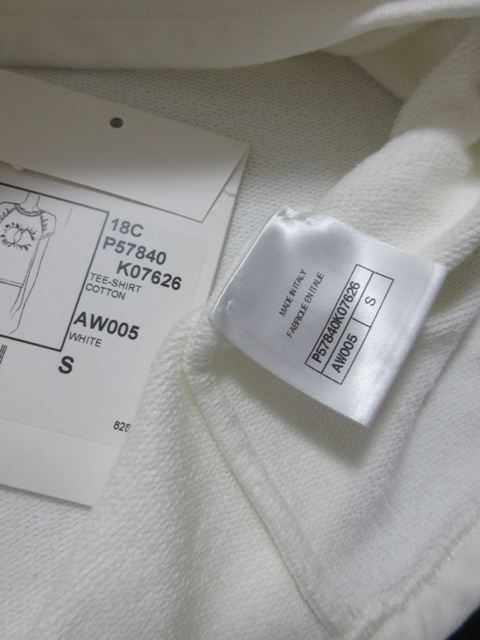 18C
P57840
K07626
TEE-SHIRT
COTTON
AW005
WHITE
S
MADE IN ITALY
FABRIQUE EN ITALIE
P57840K07626
AW005 S